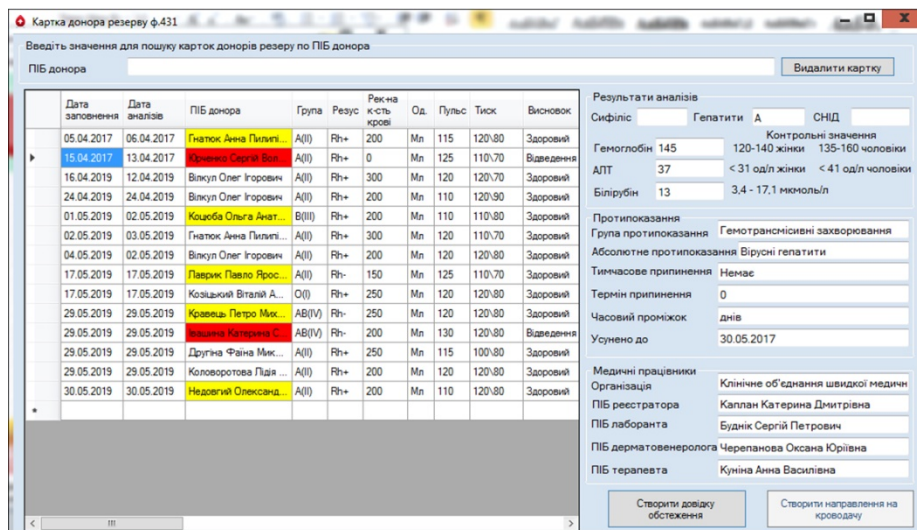 Картка донора резерву ф.431
Введіть значення для пошуку карток донорів резеру по ПІБ донора
ПІБ донора
Видалити картку
Дата заповнення Дата аналізів ПІБ донора Група Резус Рек-на к-сть крові Од. Пульс Тиск Висновок
05.04.2017 06.04.2017 Гнатюк Анна Пилипі... A(II) Rh+ 200 Мл 115 120\80 Здоровий
15.04.2017 13.04.2017 Юрченко Сергій Вол... A(II) Rh+ 0 Мл 125 110\70 Відведення
16.04.2019 12.04.2019 Вілкул Олег Ігорович A(II) Rh+ 300 Мл 120 120\70 Здоровий
24.04.2019 24.04.2019 Вілкул Олег Ігорович A(II) Rh+ 200 Мл 110 120\90 Здоровий
01.05.2019 02.05.2019 Коцюба Ольга Анат... B(III) Rh+ 200 Мл 110 110\80 Здоровий
02.05.2019 03.05.2019 Гнатюк Анна Пилипі... A(II) Rh+ 300 Мл 120 110\70 Здоровий
04.05.2019 02.05.2019 Вілкул Олег Ігорович A(II) Rh+ 200 Мл 120 120\80 Здоровий
17.05.2019 17.05.2019 Лаврик Павло Ярос... A(II) Rh- 150 Мл 125 110\70 Здоровий
17.05.2019 17.05.2019 Козіцький Віталій А... O(I) Rh+ 250 Мл 120 120\80 Здоровий
29.05.2019 29.05.2019 Кравець Петро Мих... AB(IV) Rh- 250 Мл 120 120\80 Здоровий
29.05.2019 29.05.2019 Івашина Катерина С... AB(IV) Rh- 200 Мл 130 120\80 Відведення
29.05.2019 29.05.2019 Другіна Фаїна Мик... A(II) Rh+ 250 Мл 115 100\80 Здоровий
29.05.2019 29.05.2019 Коловоротова Лідія ... A(II) Rh+ 200 Мл 120 120\80 Здоровий
30.05.2019 30.05.2019 Недовгий Олександ... A(II) Rh+ 200 Мл 110 120\80 Здоровий
Результати аналізів
Сифіліс Гепатити А СНІД
Контрольні значення
Гемоглобін 145 120-140 жінки 135-160 чоловіки
АЛТ 37 < 31 од/л жінки < 41 од/л чоловіки
Білірубін 13 3,4 - 17,1 мкмоль/л
Протипоказання
Група протипоказання Гемотрансмісивні захворювання
Абсолютне протипоказання Вірусні гепатити
Тимчасове припинення Немає
Термін припинення 0
Часовий проміжок днів
Усунено до 30.05.2017
Медичні працівники
Організація Клінічне об'єднання швидкої медичн
ПІБ реєстратора Каплан Катерина Дмитрівна
ПІБ лаборанта Буднік Сергій Петрович
ПІБ дерматовенеролога Черепанова Оксана Юріївна
ПІБ терапевта Куніна Анна Василівна
Створити довідку обстеження
Створити направлення на кроводачу